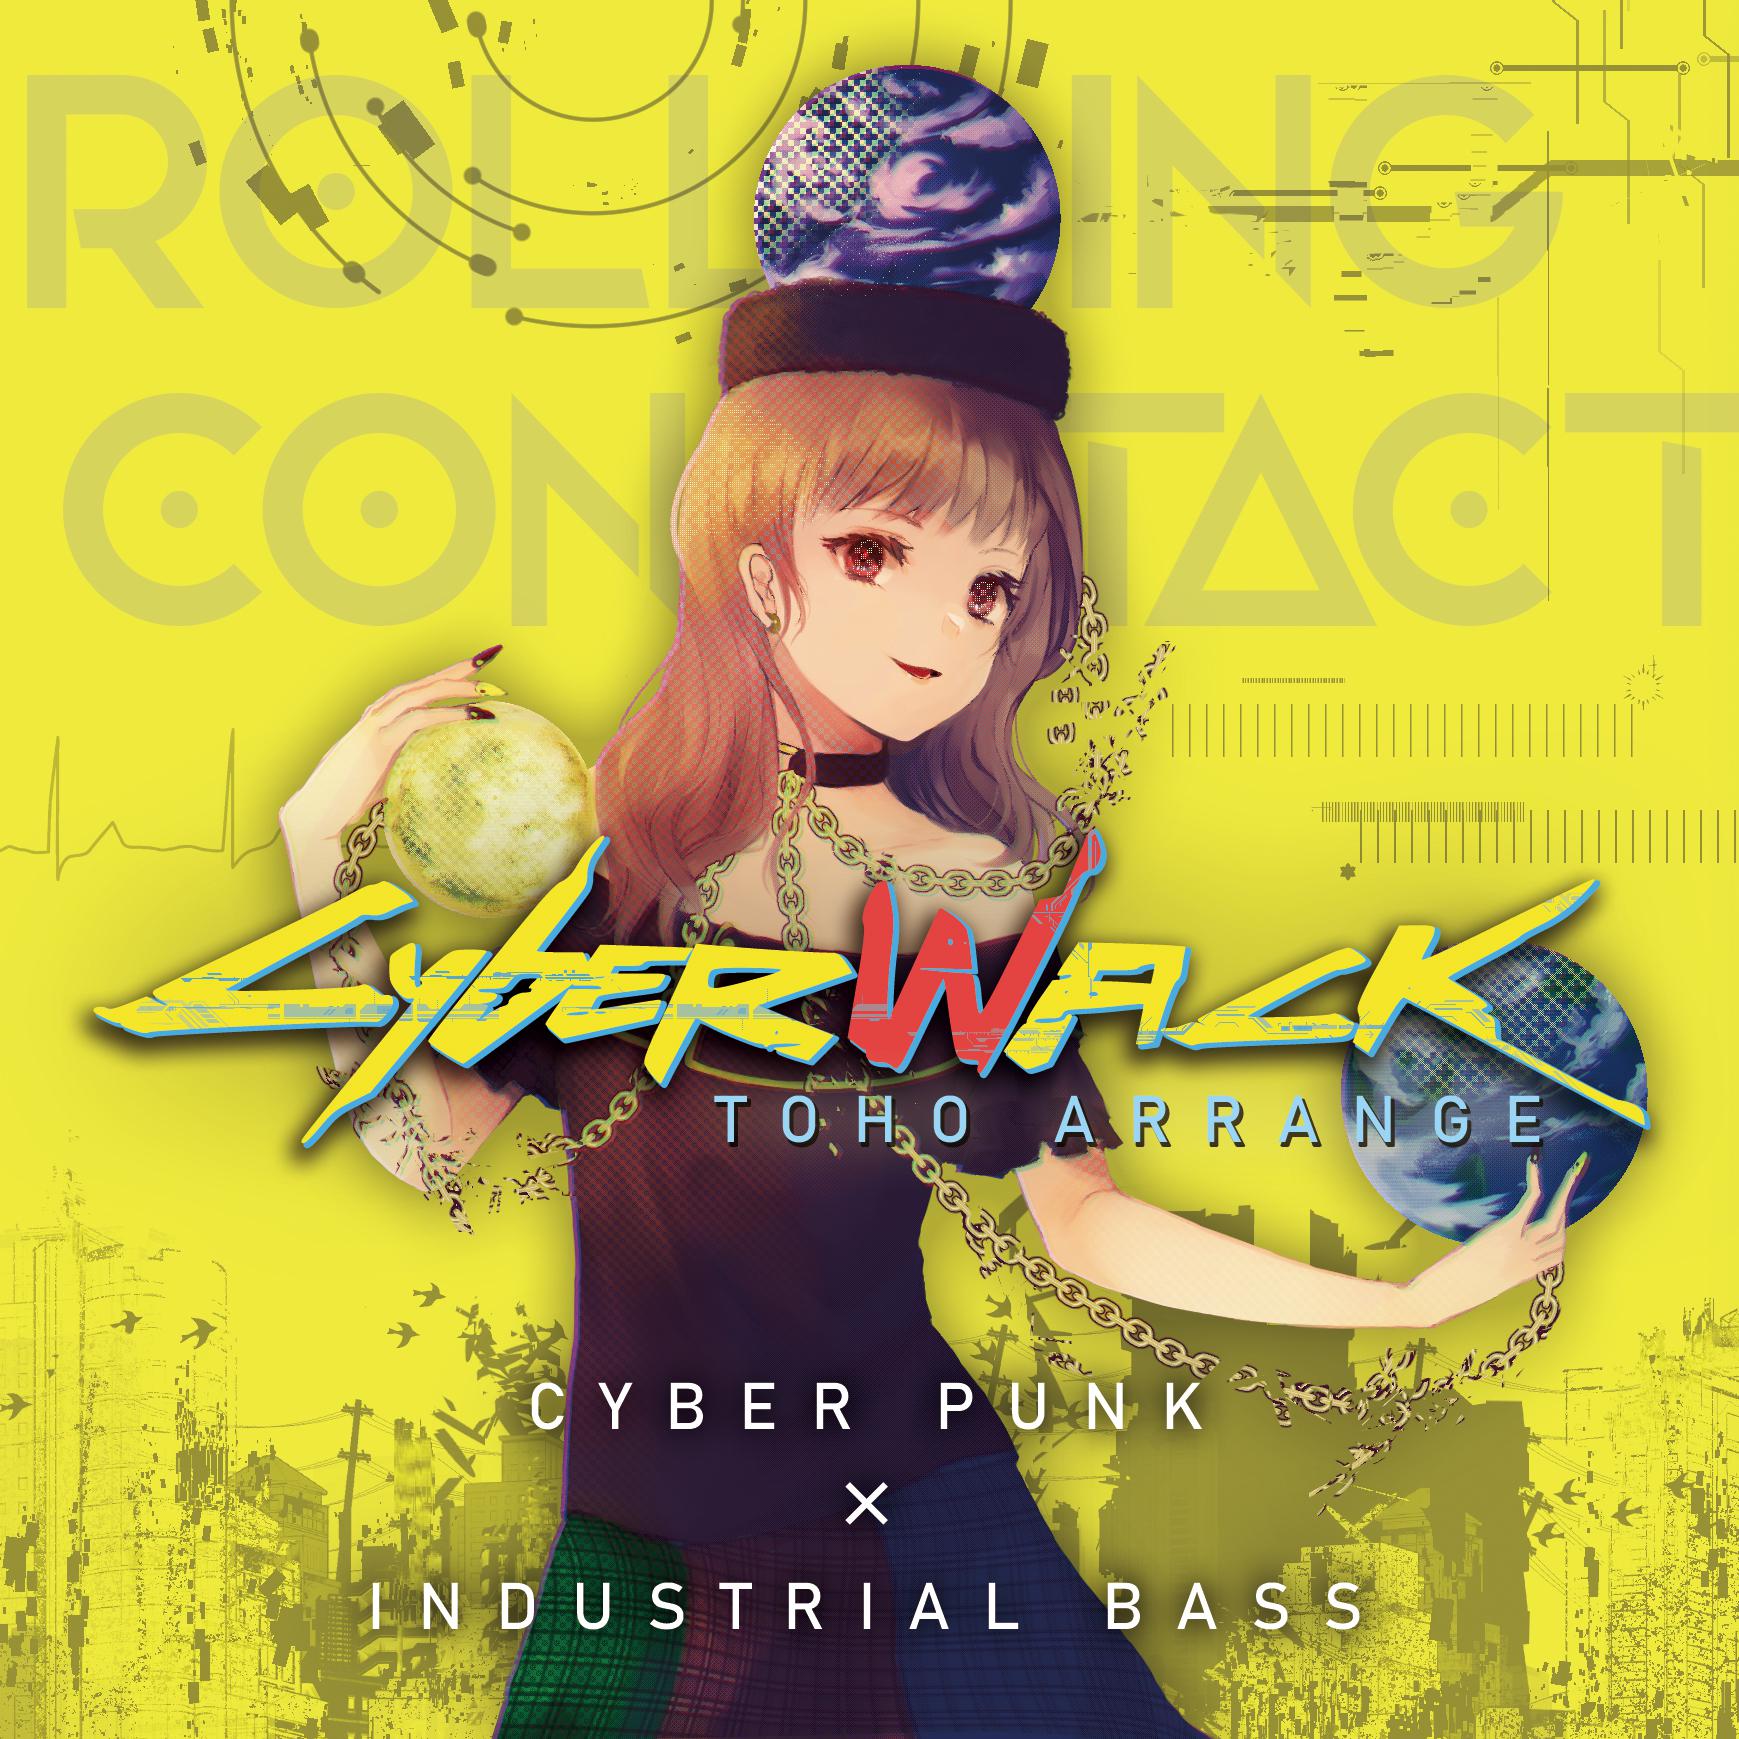 ROLLING
CONTACT
CyberWack
TOHO ARRANGE
CYBER PUNK
×
INDUSTRIAL BASS